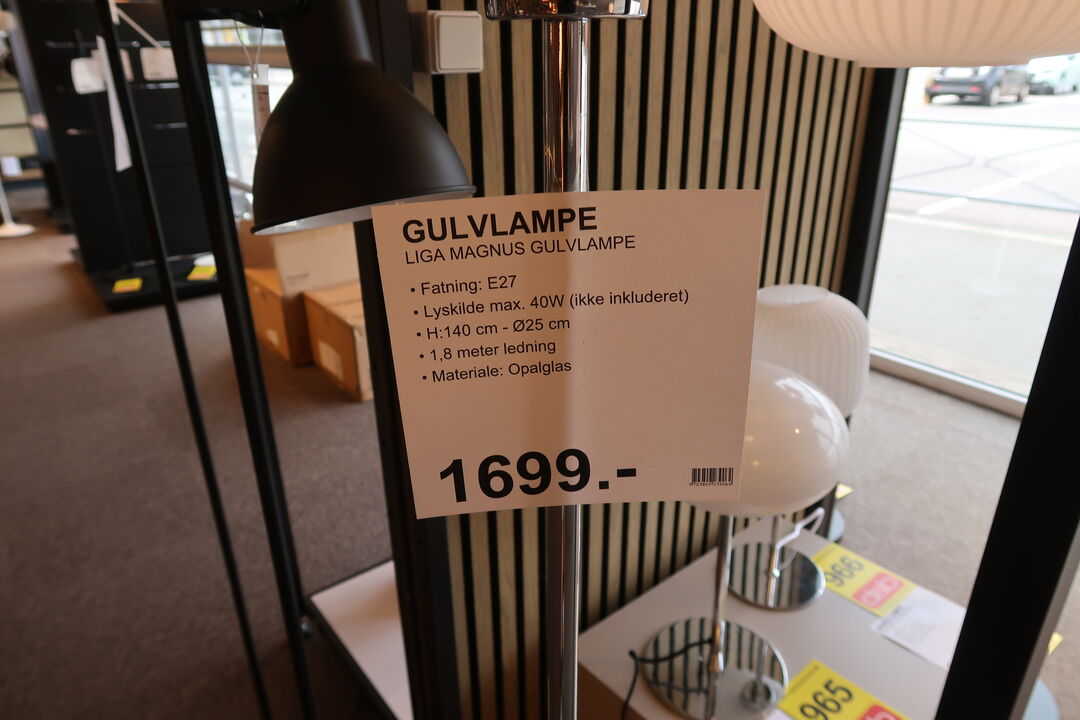 GULVLAMPE
LIGA MAGNUS GULVLAMPE
• Fatning: E27
• Lyskilde max. 40W (ikke inkluderet)
• H:140 cm - Ø25 cm
• 1,8 meter ledning
• Materiale: Opalglas
1699.-
966
965